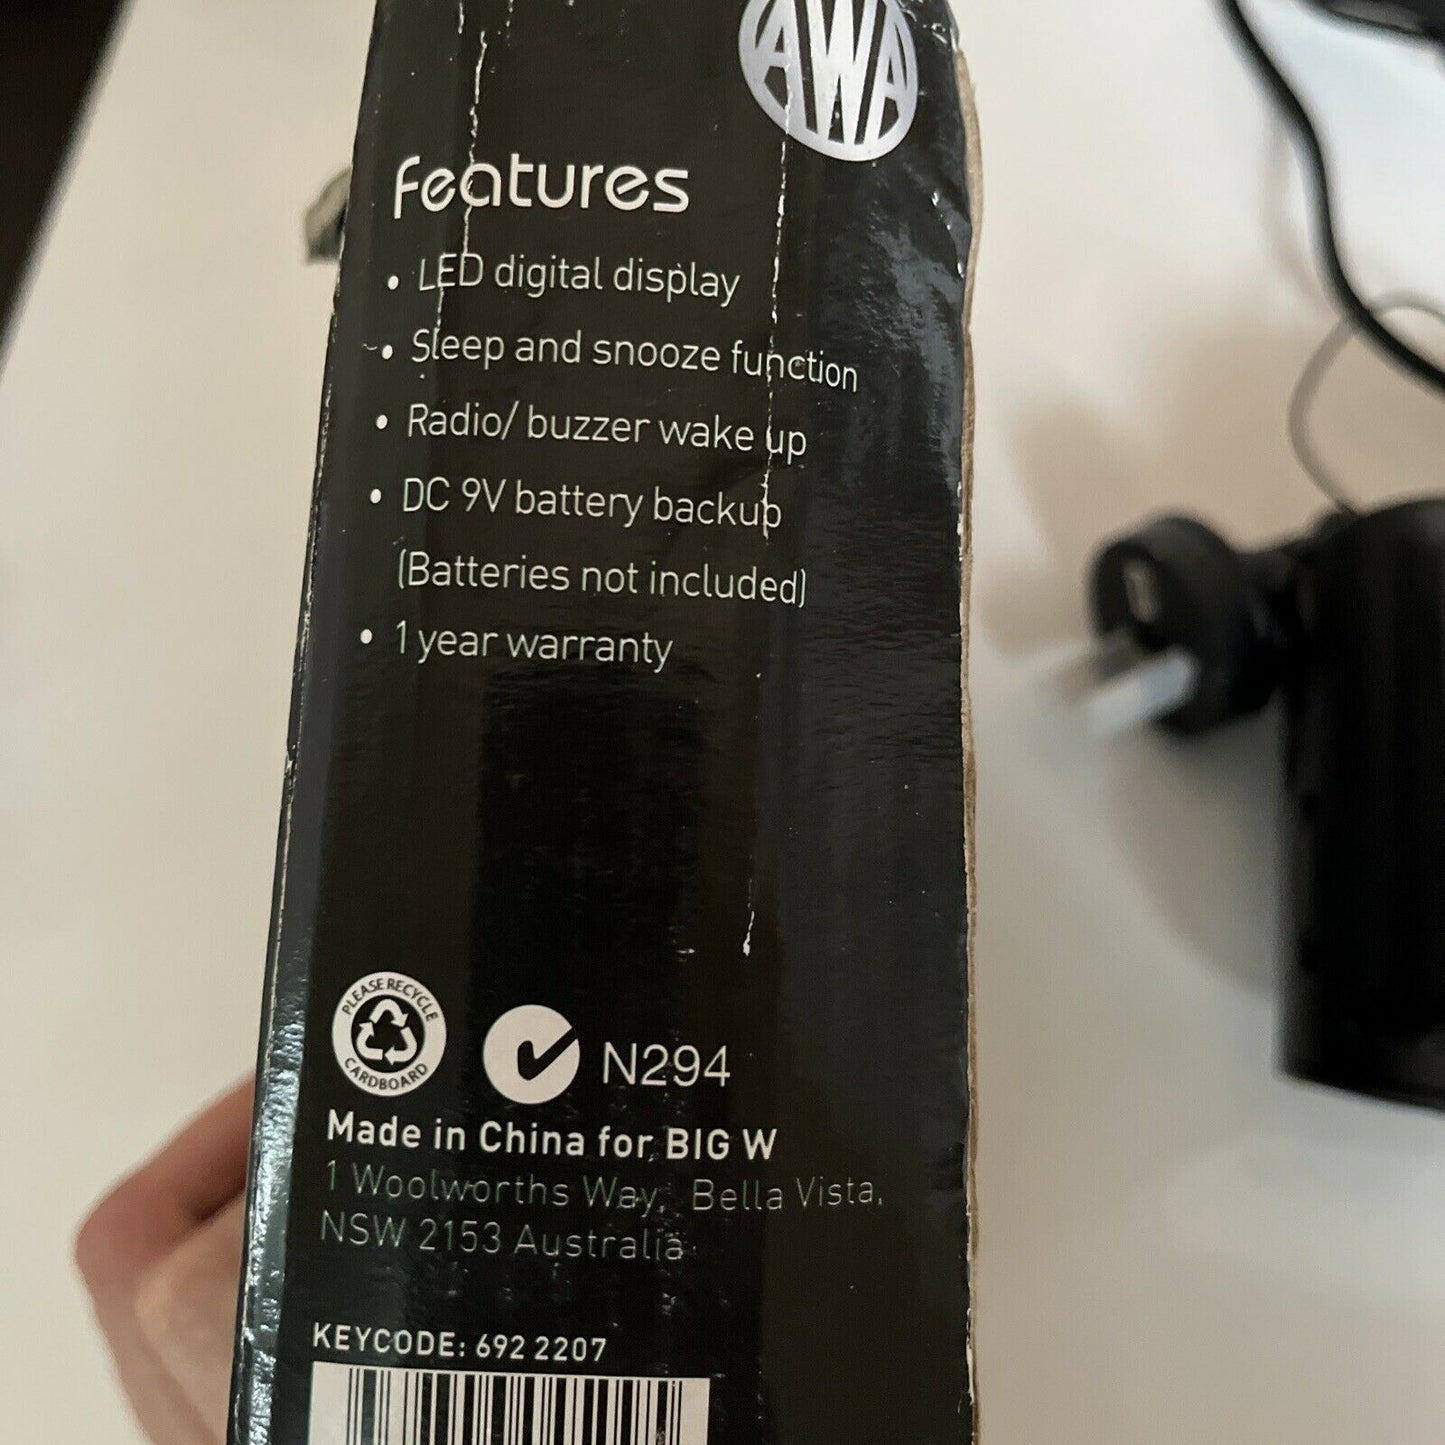 AWA
Features
• LED digital display
• Sleep and snooze function
• Radio/ buzzer wake up
• DC 9V battery backup
(Batteries not included)
• 1 year warranty
PLEASE RECYCLE
CARDBOARD
N294
Made in China for BIG W
1 Woolworths Way, Bella Vista,
NSW 2153 Australia
KEYCODE: 692 2207